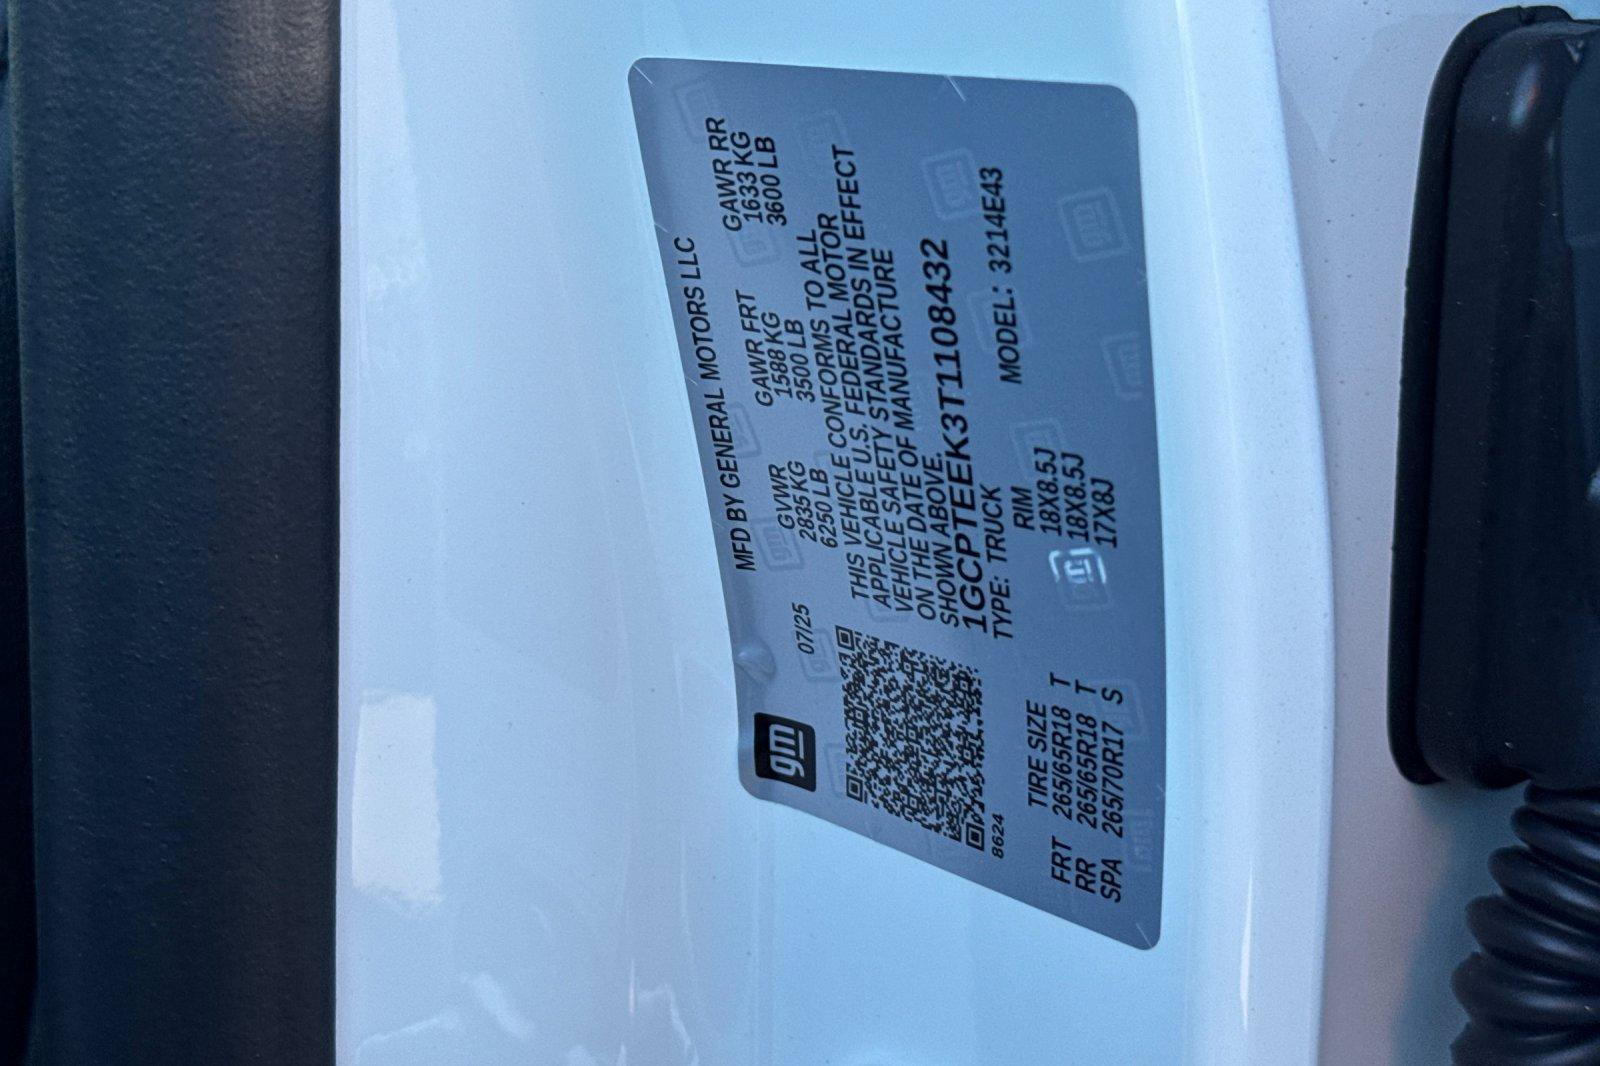 MFD BY GENERAL MOTORS LLC
gm 07/25 GVWR GAWR FRT GAWR RR
2835 KG 1588 KG 1633 KG
6250 LB 3500 LB 3600 LB
THIS VEHICLE CONFORMS TO ALL
APPLICABLE U.S. FEDERAL MOTOR
VEHICLE SAFETY STANDARDS IN EFFECT
ON THE DATE OF MANUFACTURE
SHOWN ABOVE.
1GCPTEEK3T1108432
TYPE: TRUCK MODEL: 3214E43
8624
TIRE SIZE RIM
FRT 265/65R18 T 18X8.5J
RR 265/65R18 T 18X8.5J
SPA 265/70R17 S 17X8J